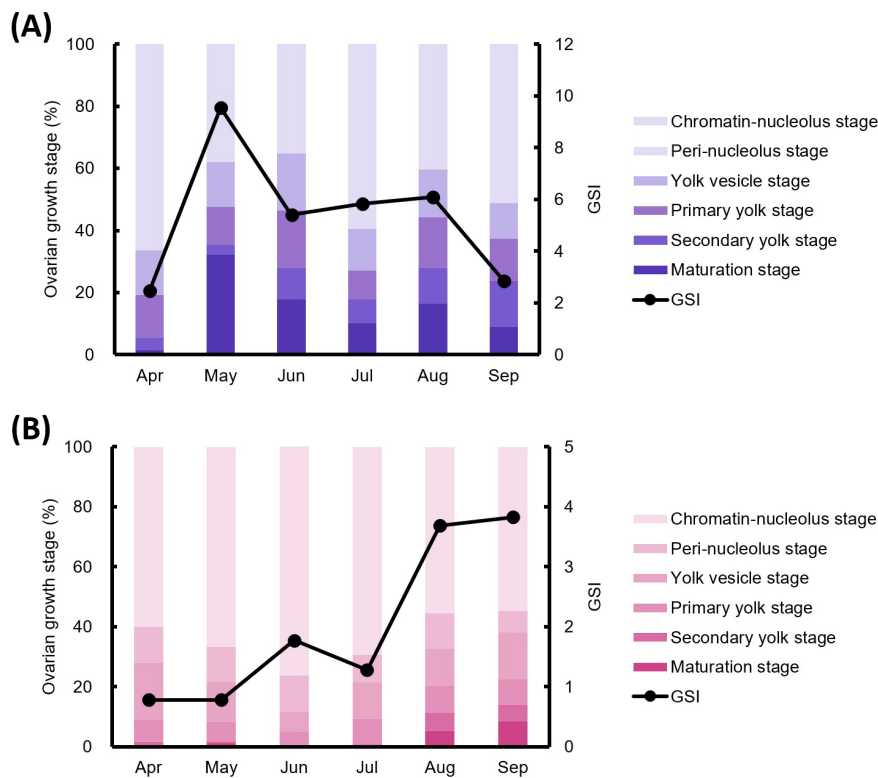 (A)
100
80
60
40
20
0
Ovarian growth stage (%)
12
10
8
6
4
2
0
GSI
Apr May Jun Jul Aug Sep
Chromatin-nucleolus stage
Peri-nucleolus stage
Yolk vesicle stage
Primary yolk stage
Secondary yolk stage
Maturation stage
GSI
(B)
100
80
60
40
20
0
Ovarian growth stage (%)
5
4
3
2
1
0
GSI
Apr May Jun Jul Aug Sep
Chromatin-nucleolus stage
Peri-nucleolus stage
Yolk vesicle stage
Primary yolk stage
Secondary yolk stage
Maturation stage
GSI